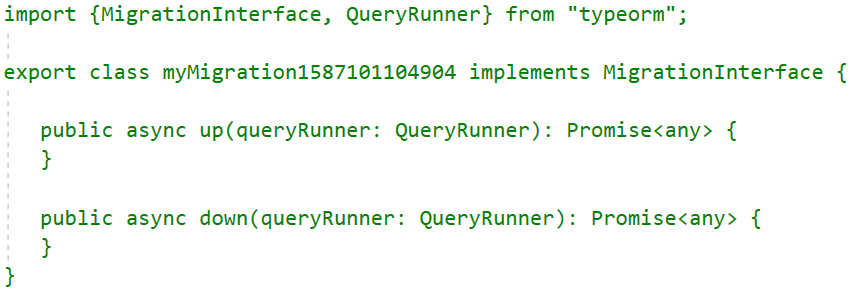 import {MigrationInterface, QueryRunner} from "typeorm";
export class myMigration1587101104904 implements MigrationInterface {
public async up(queryRunner: QueryRunner): Promise<any> {
}
public async down(queryRunner: QueryRunner): Promise<any> {
}
}